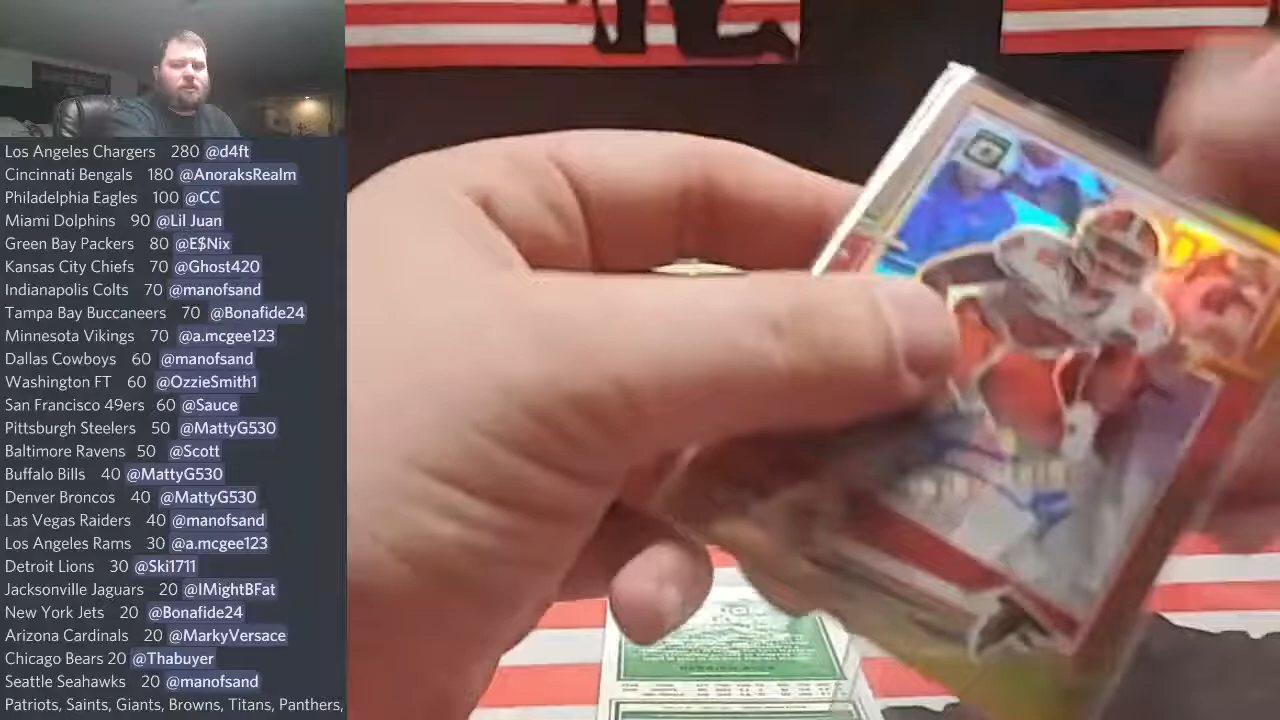 Los Angeles Chargers 280 @d4ft
Cincinnati Bengals 180 @AnoraksRealm
Philadelphia Eagles 100 @CC
Miami Dolphins 90 @Lil Juan
Green Bay Packers 80 @E$Nix
Kansas City Chiefs 70 @Ghost420
Indianapolis Colts 70 @manofsand
Tampa Bay Buccaneers 70 @Bonafide24
Minnesota Vikings 70 @a.mcgee123
Dallas Cowboys 60 @manofsand
Washington FT 60 @OzzieSmith1
San Francisco 49ers 60 @Sauce
Pittsburgh Steelers 50 @MattyG530
Baltimore Ravens 50 @Scott
Buffalo Bills 40 @MattyG530
Denver Broncos 40 @MattyG530
Las Vegas Raiders 40 @manofsand
Los Angeles Rams 30 @a.mcgee123
Detroit Lions 30 @Ski1711
Jacksonville Jaguars 20 @IMightBFat
New York Jets 20 @Bonafide24
Arizona Cardinals 20 @MarkyVersace
Chicago Bears 20 @Thabuyer
Seattle Seahawks 20 @manofsand
Patriots, Saints, Giants, Browns, Titans, Panthers,